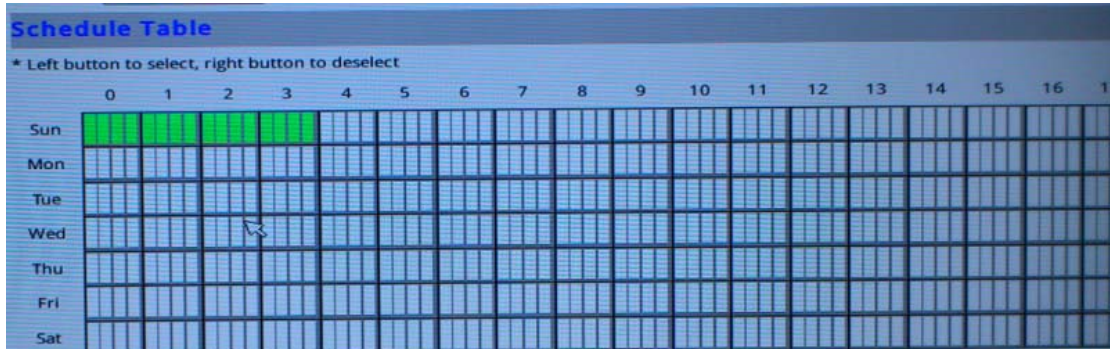 Schedule Table
* Left button to select, right button to deselect
0 1 2 3 4 5 6 7 8 9 10 11 12 13 14 15 16
Sun
Mon
Tue
Wed
Thu
Fri
Sat